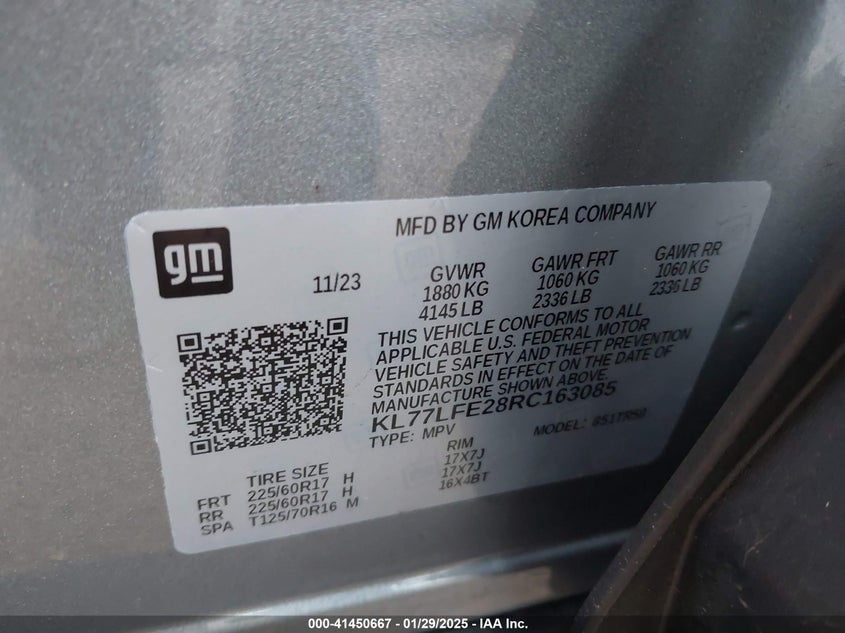 MFD BY GM KOREA COMPANY
gm
11/23
GVWR
1880 KG
4145 LB
GAWR FRT
1060 KG
2336 LB
GAWR RR
1060 KG
2336 LB
THIS VEHICLE CONFORMS TO ALL
APPLICABLE U.S. FEDERAL MOTOR
VEHICLE SAFETY AND THEFT PREVENTION
STANDARDS IN EFFECT ON THE DATE OF
MANUFACTURE SHOWN ABOVE
KL77LFE28RC163085
TYPE: MPV
MODEL:
TIRE SIZE
RIM
FRT 225/60R17 H 17X7J
RR 225/60R17 H 17X7J
SPA T125/70R16 M 16X4BT
000-41450667 - 01/29/2025 - IAA Inc.